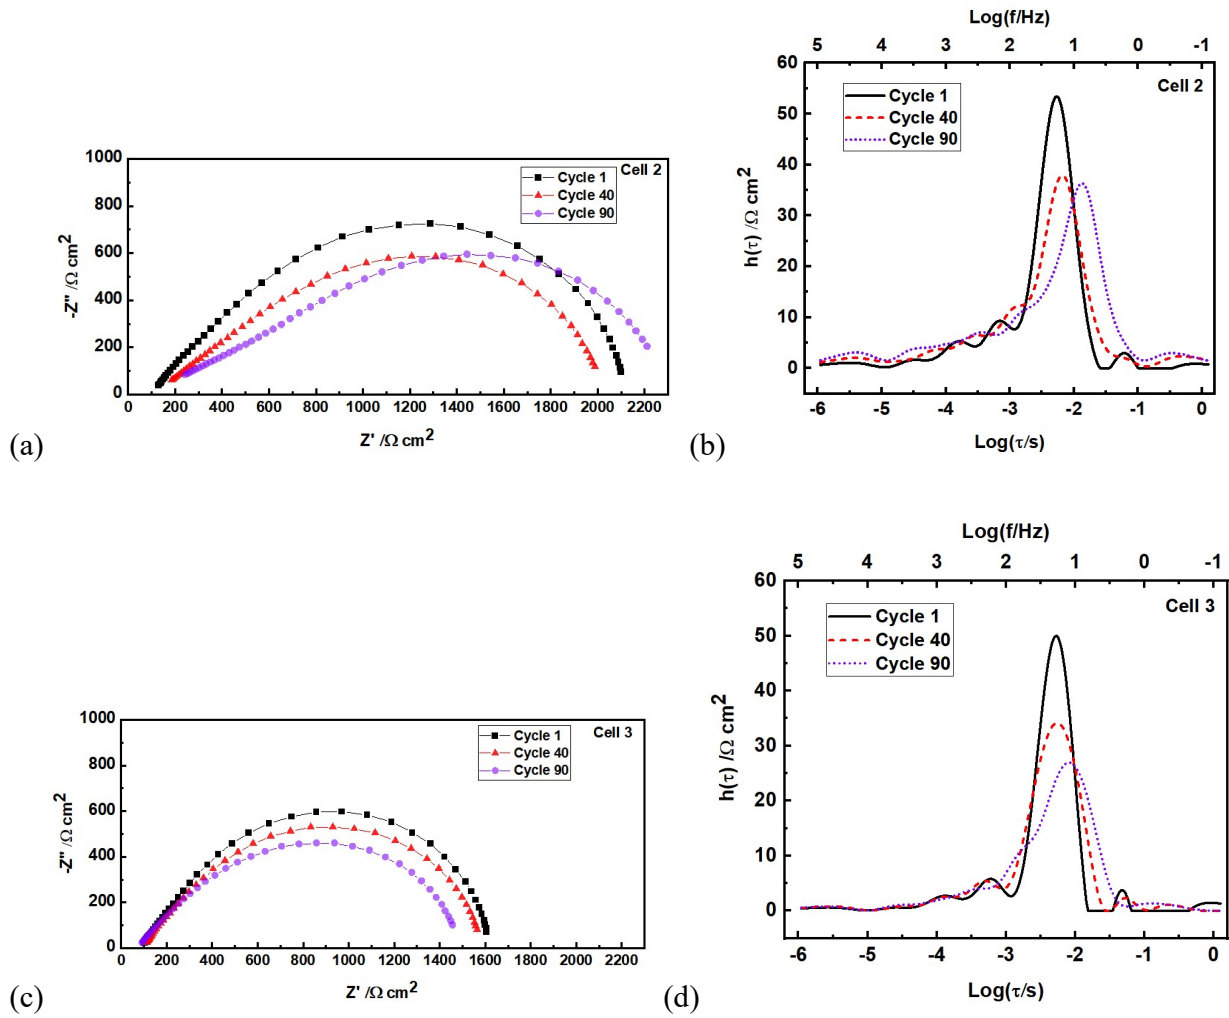 1000
800
600
400
200
0
-Z" /Ω cm2
Cell 2
Cycle 1
Cycle 40
Cycle 90
0 200 400 600 800 1000 1200 1400 1600 1800 2000 2200
Z' /Ω cm2
(a)
Log(f/Hz)
5 4 3 2 1 0 -1
60
50
40
30
20
10
0
h(τ) /Ω cm2
Cell 2
Cycle 1
Cycle 40
Cycle 90
-6 -5 -4 -3 -2 -1 0
Log(τ/s)
(b)
1000
800
600
400
200
0
-Z" /Ω cm2
Cell 3
Cycle 1
Cycle 40
Cycle 90
0 200 400 600 800 1000 1200 1400 1600 1800 2000 2200
Z' /Ω cm2
(c)
Log(f/Hz)
5 4 3 2 1 0 -1
60
50
40
30
20
10
0
h(τ) /Ω cm2
Cell 3
Cycle 1
Cycle 40
Cycle 90
-6 -5 -4 -3 -2 -1 0
Log(τ/s)
(d)